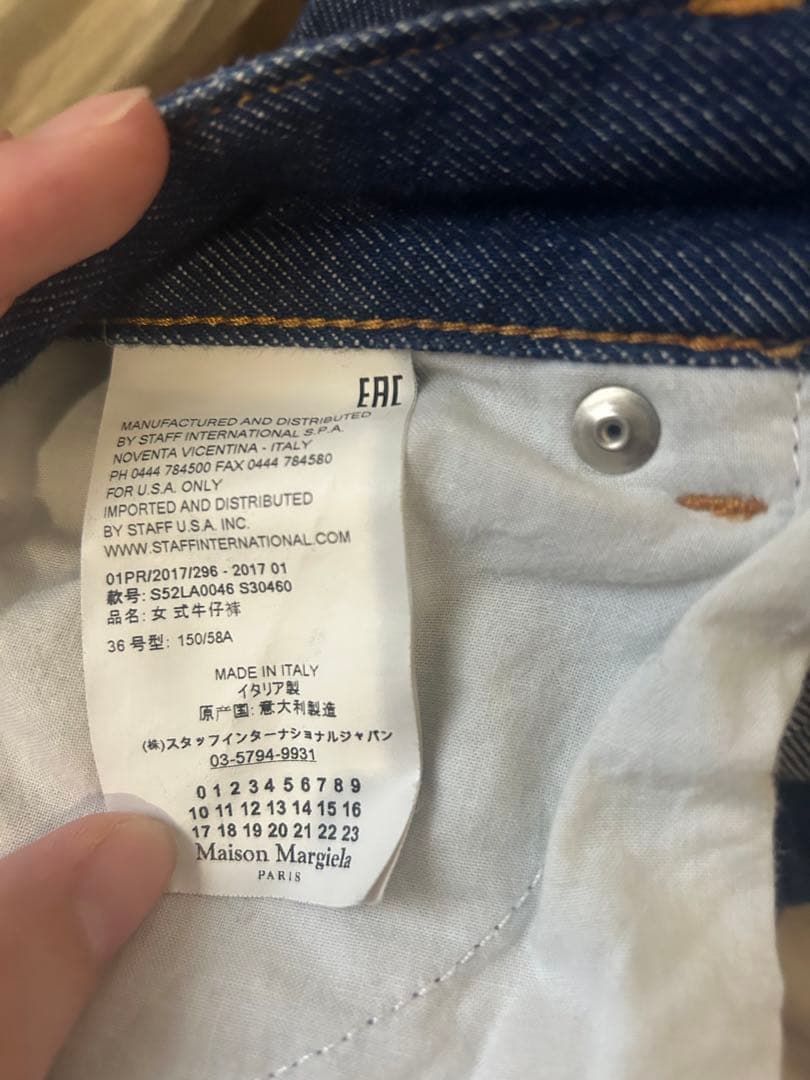 EAC
MANUFACTURED AND DISTRIBUTED
BY STAFF INTERNATIONAL S.P.A.
NOVENTA VICENTINA - ITALY
PH 0444 784500 FAX 0444 784580
FOR U.S.A. ONLY
IMPORTED AND DISTRIBUTED
BY STAFF U.S.A. INC.
WWW.STAFFINTERNATIONAL.COM
01PR/2017/296 - 2017 01
款号: S52LA0046 S30460
品名: 女 式牛仔裤
36 号型: 150/58A
MADE IN ITALY
イタリア製
原产国: 意大利製造
(株)スタッフインターナショナルジャパン
03-5794-9931
0 1 2 3 4 5 6 7 8 9
10 11 12 13 14 15 16
17 18 19 20 21 22 23
Maison Margiela
PARIS